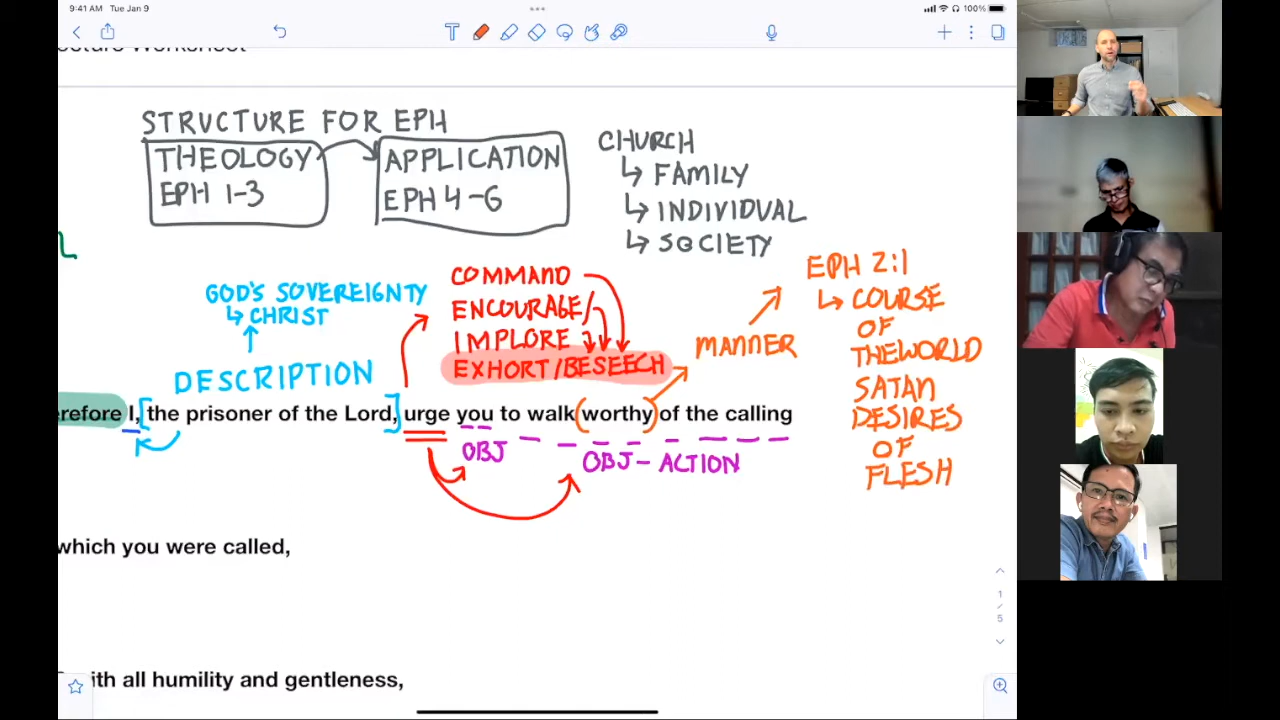 9:41 AM Tue Jan 9
100%
Worksheet
STRUCTURE FOR EPH
THEOLOGY
EPH 1-3
APPLICATION
EPH 4-6
CHURCH
↳ FAMILY
↳ INDIVIDUAL
↳ SOCIETY
GOD'S SOVEREIGNTY
↳ CHRIST
DESCRIPTION
COMMAND
ENCOURAGE/
IMPLORE
EXHORT/BESEECH
MANNER
EPH 2:1
↳ COURSE
OF
THE WORLD
SATAN
DESIRES
OF
FLESH
erefore I, [the prisoner of the Lord,] urge you to walk (worthy) of the calling
OBJ
OBJ-ACTION
which you were called,
ith all humility and gentleness,
1
/
5